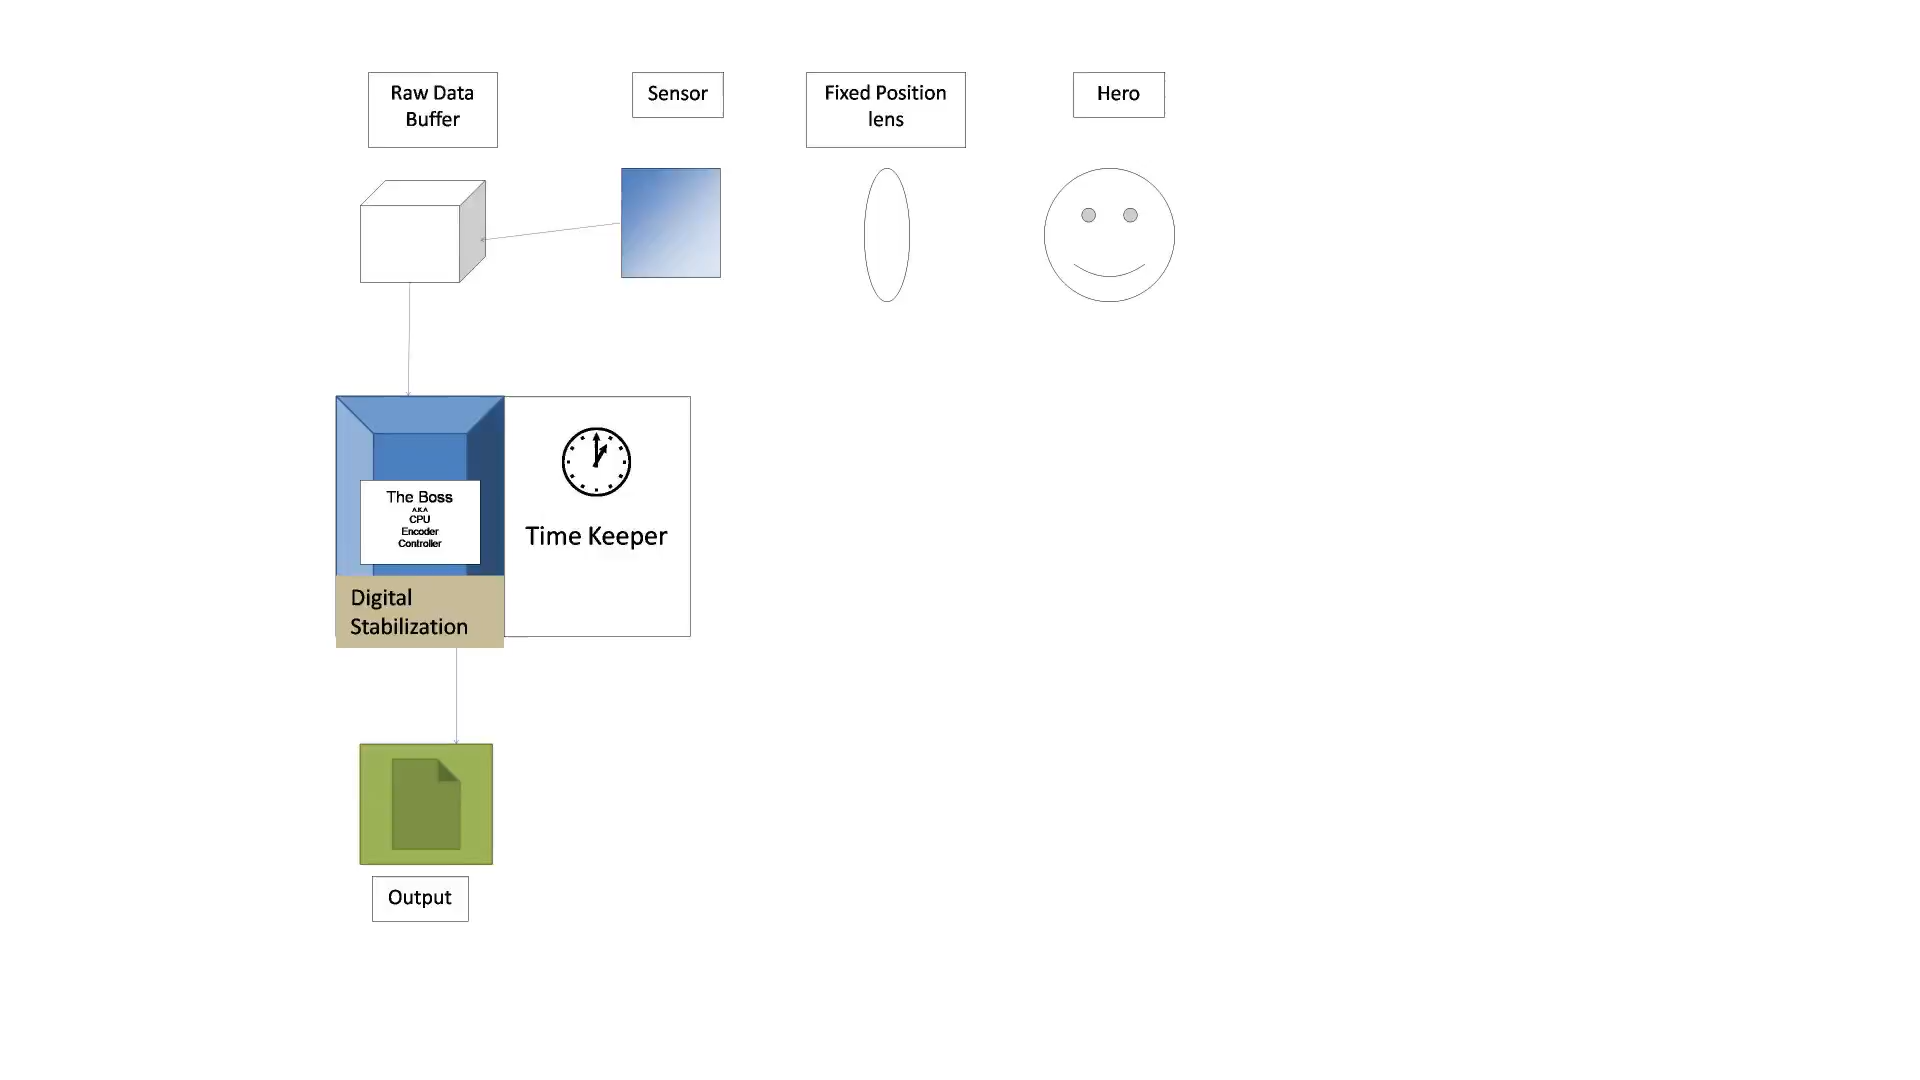 Raw Data
Buffer
Sensor
Fixed Position
lens
Hero
The Boss
A.K.A
CPU
Encoder
Controller
Time Keeper
Digital
Stabilization
Output